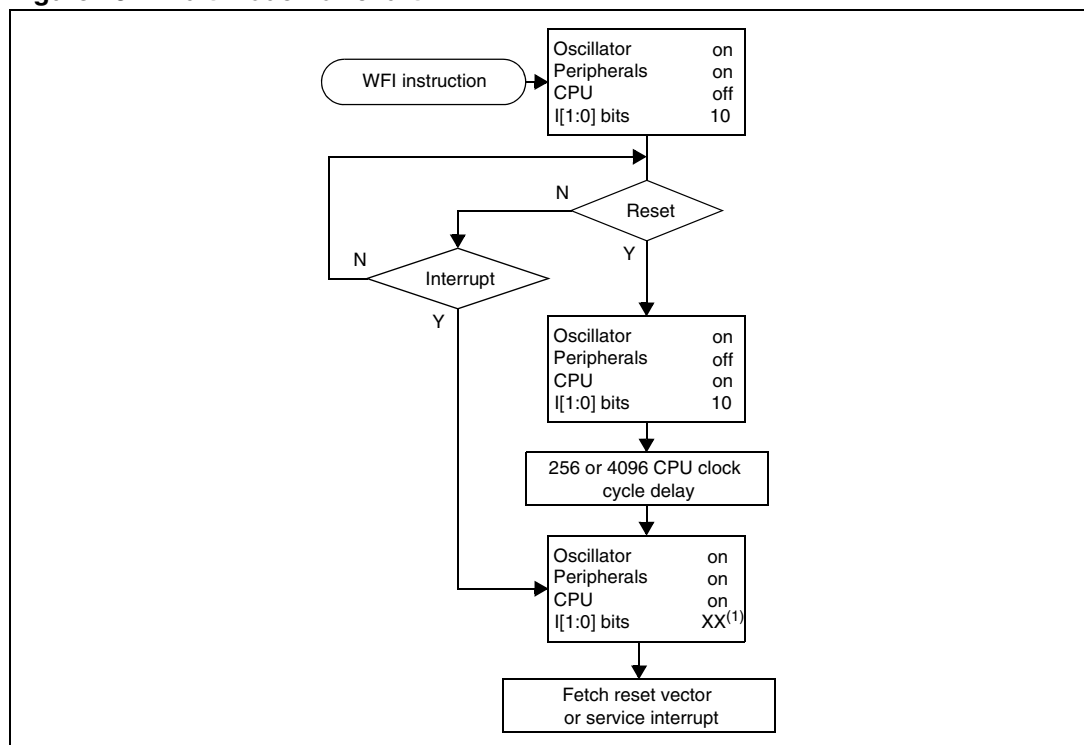 WFI instruction
Oscillator on
Peripherals on
CPU off
I[1:0] bits 10
N
Reset
Y
N
Interrupt
Y
Oscillator on
Peripherals off
CPU on
I[1:0] bits 10
256 or 4096 CPU clock
cycle delay
Oscillator on
Peripherals on
CPU on
I[1:0] bits XX(1)
Fetch reset vector
or service interrupt